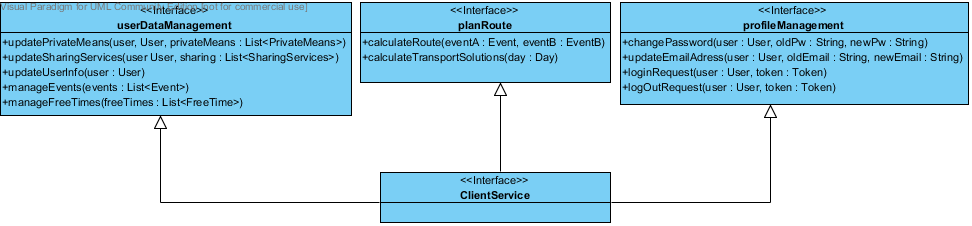 Visual Paradigm for UML Community Edition [not for commercial use]
<<Interface>>
userDataManagement
+updatePrivateMeans(user, User, privateMeans : List<PrivateMeans>)
+updateSharingServices(user User, sharing : List<SharingServices>)
+updateUserInfo(user : User)
+manageEvents(events : List<Event>)
+manageFreeTimes(freeTimes : List<FreeTime>)
<<Interface>>
planRoute
+calculateRoute(eventA : Event, eventB : EventB)
+calculateTransportSolutions(day : Day)
<<Interface>>
profileManagement
+changePassword(user : User, oldPw : String, newPw : String)
+updateEmailAdress(user : User, oldEmail : String, newEmail : String)
+loginRequest(user : User, token : Token)
+logOutRequest(user : User, token : Token)
<<Interface>>
ClientService